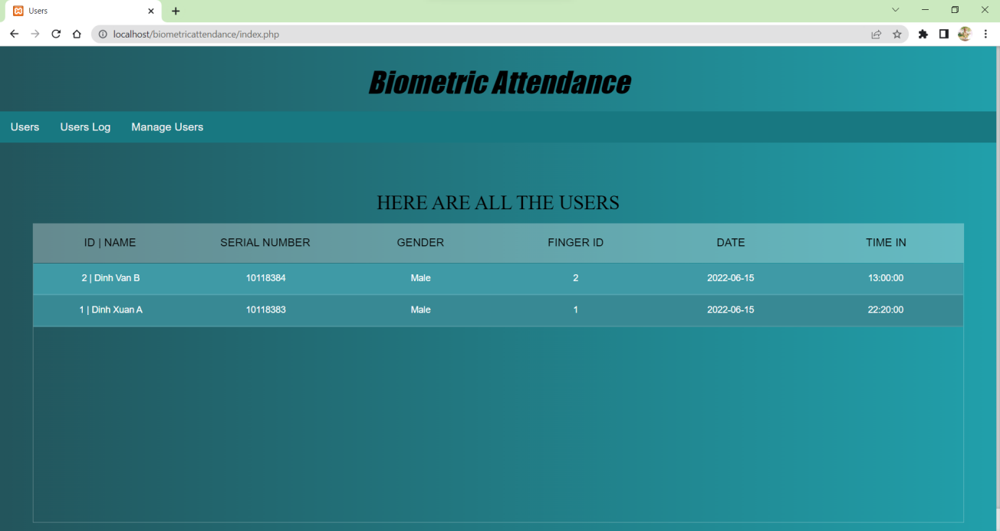 Users
localhost/biometricattendance/index.php
Biometric Attendance
Users Users Log Manage Users
HERE ARE ALL THE USERS
ID | NAME SERIAL NUMBER GENDER FINGER ID DATE TIME IN
2 | Dinh Van B 10118384 Male 2 2022-06-15 13:00:00
1 | Dinh Xuan A 10118383 Male 1 2022-06-15 22:20:00